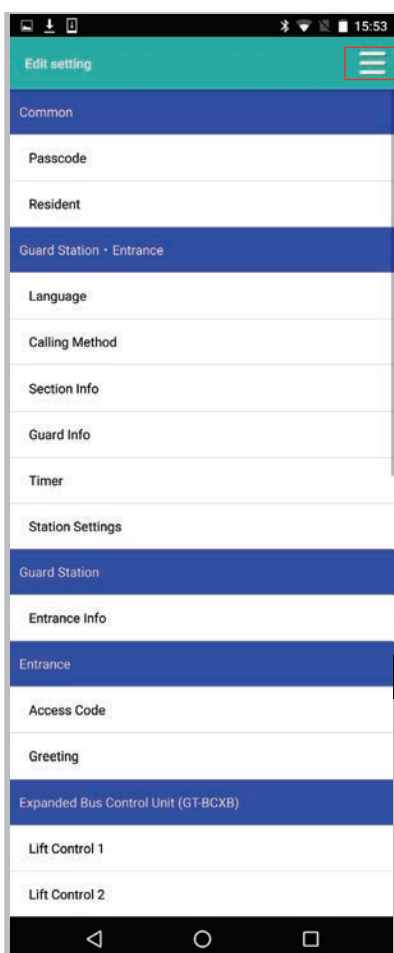 15:53
Edit setting
Common
Passcode
Resident
Guard Station・Entrance
Language
Calling Method
Section Info
Guard Info
Timer
Station Settings
Guard Station
Entrance Info
Entrance
Access Code
Greeting
Expanded Bus Control Unit (GT-BCXB)
Lift Control 1
Lift Control 2